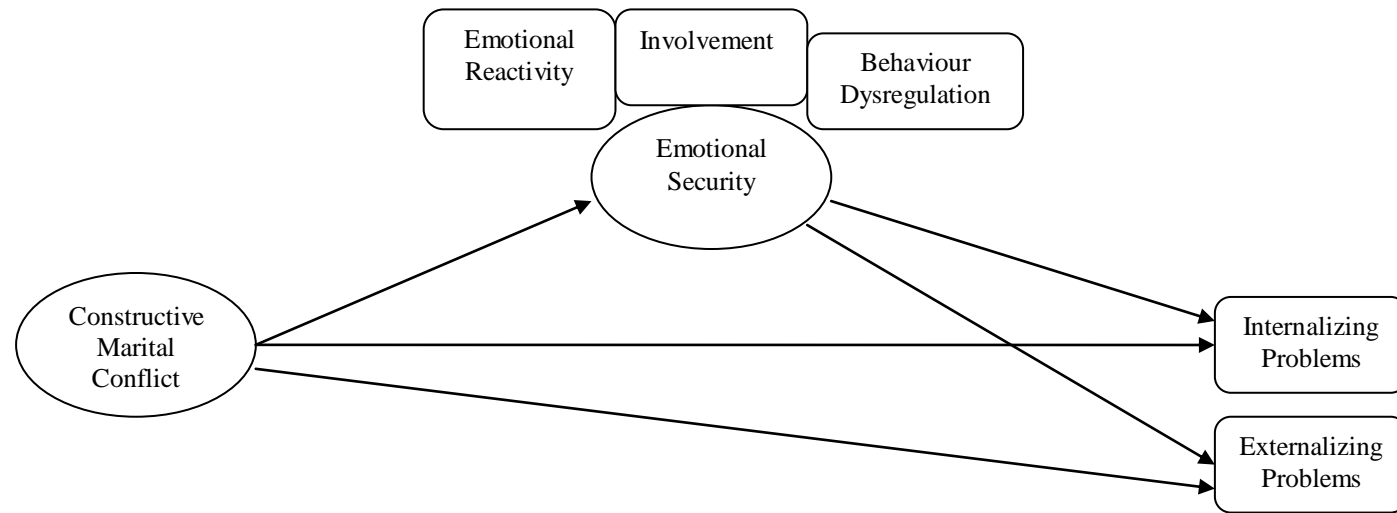 Emotional
Reactivity
Involvement
Behaviour
Dysregulation
Emotional
Security
Constructive
Marital
Conflict
Internalizing
Problems
Externalizing
Problems